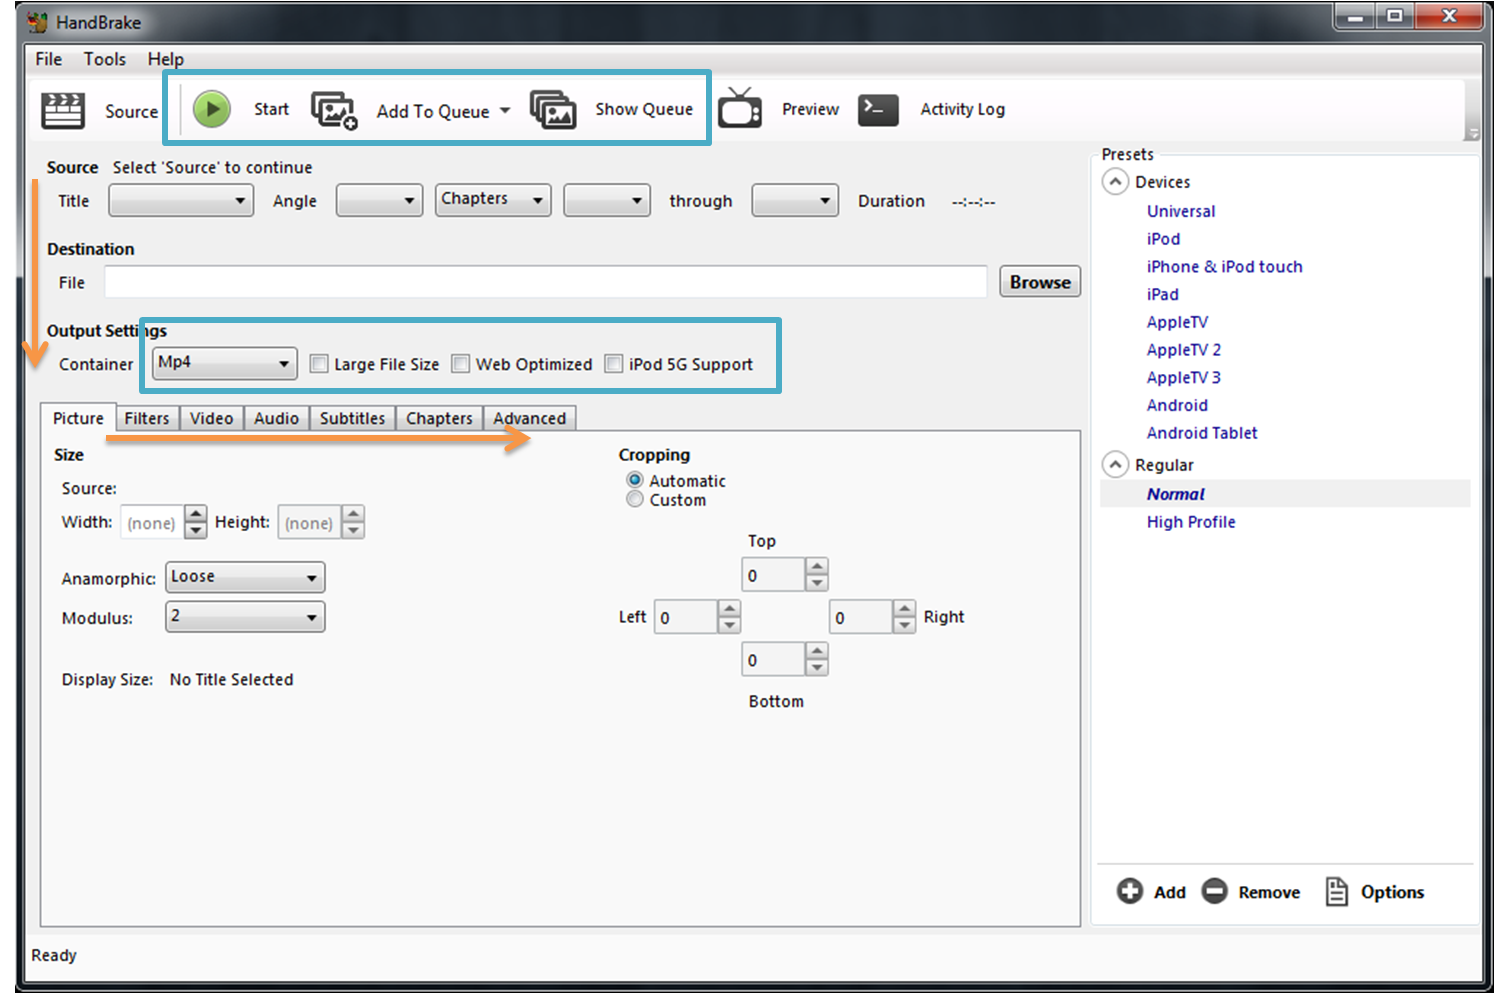 HandBrake
File Tools Help
Source Start Add To Queue Show Queue Preview Activity Log
Source Select 'Source' to continue
Title Angle Chapters through Duration --:--:--
Destination
File Browse
Output Settings
Container Mp4 Large File Size Web Optimized iPod 5G Support
Picture Filters Video Audio Subtitles Chapters Advanced
Size
Source:
Width: (none) Height: (none)
Anamorphic: Loose
Modulus: 2
Display Size: No Title Selected
Cropping
Automatic
Custom
Top
0
Left 0 0 Right
0
Bottom
Presets
Devices
Universal
iPod
iPhone & iPod touch
iPad
AppleTV
AppleTV 2
AppleTV 3
Android
Android Tablet
Regular
Normal
High Profile
Add Remove Options
Ready